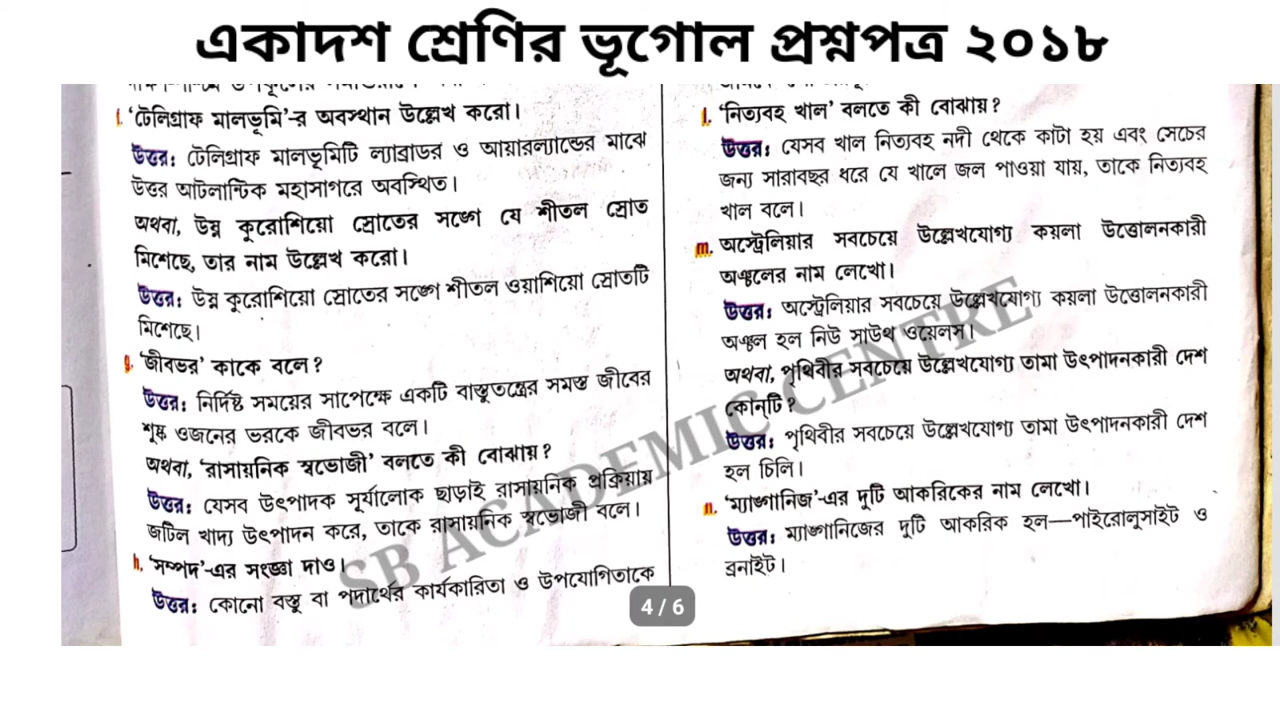 একাদশ শ্রেণির ভূগোল প্রশ্নপত্র ২০১৮
f. ‘টেলিগ্রাফ মালভূমি’-র অবস্থান উল্লেখ করো।
উত্তর: টেলিগ্রাফ মালভূমিটি ল্যাব্রাডর ও আয়ারল্যান্ডের মাঝে
উত্তর আটলান্টিক মহাসাগরে অবস্থিত।
অথবা, উষ্ণ কুরোশিয়ো স্রোতের সঙ্গে যে শীতল স্রোত
মিশেছে, তার নাম উল্লেখ করো।
উত্তর: উষ্ণ কুরোশিয়ো স্রোতের সঙ্গে শীতল ওয়াশিয়ো স্রোতটি
মিশেছে।
g. ‘জীবভর’ কাকে বলে?
উত্তর: নির্দিষ্ট সময়ের সাপেক্ষে একটি বাস্তুতন্ত্রের সমস্ত জীবের
শুষ্ক ওজনের ভরকে জীবভর বলে।
অথবা, ‘রাসায়নিক স্বভোজী’ বলতে কী বোঝায়?
উত্তর: যেসব উৎপাদক সূর্যালোক ছাড়াই রাসায়নিক প্রক্রিয়ায়
জটিল খাদ্য উৎপাদন করে, তাকে রাসায়নিক স্বভোজী বলে।
h. ‘সম্পদ’-এর সংজ্ঞা দাও।
উত্তর: কোনো বস্তু বা পদার্থের কার্যকারিতা ও উপযোগিতাকে
l. ‘নিত্যবহ খাল’ বলতে কী বোঝায়?
উত্তর: যেসব খাল নিত্যবহ নদী থেকে কাটা হয় এবং সেচের
জন্য সারাবছর ধরে যে খালে জল পাওয়া যায়, তাকে নিত্যবহ
খাল বলে।
m. অস্ট্রেলিয়ার সবচেয়ে উল্লেখযোগ্য কয়লা উত্তোলনকারী
অঞ্চলের নাম লেখো।
উত্তর: অস্ট্রেলিয়ার সবচেয়ে উল্লেখযোগ্য কয়লা উত্তোলনকারী
অঞ্চল হল নিউ সাউথ ওয়েলস।
অথবা, পৃথিবীর সবচেয়ে উল্লেখযোগ্য তামা উৎপাদনকারী দেশ
কোন্‌টি?
উত্তর: পৃথিবীর সবচেয়ে উল্লেখযোগ্য তামা উৎপাদনকারী দেশ
হল চিলি।
n. ‘ম্যাঙ্গানিজ’-এর দুটি আকরিকের নাম লেখো।
উত্তর: ম্যাঙ্গানিজের দুটি আকরিক হল—পাইরোলুসাইট ও
ব্রনাইট।
SB ACADEMIC CENTRE
4 / 6